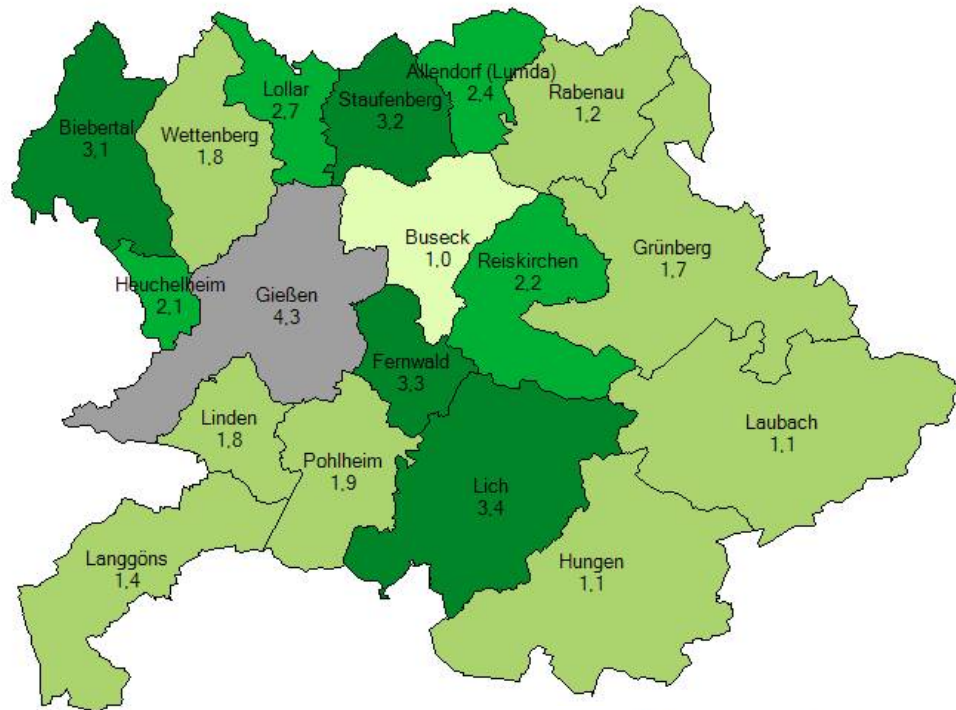 Allendorf (Lumda)
2,4
Lollar
2,7
Staufenberg
3,2
Rabenau
1,2
Biebertal
3,1
Wettenberg
1,8
Buseck
1,0
Grünberg
1,7
Reiskirchen
2,2
Heuchelheim
2,1
Gießen
4,3
Fernwald
3,3
Linden
1,8
Laubach
1,1
Pohlheim
1,9
Lich
3,4
Langgöns
1,4
Hungen
1,1